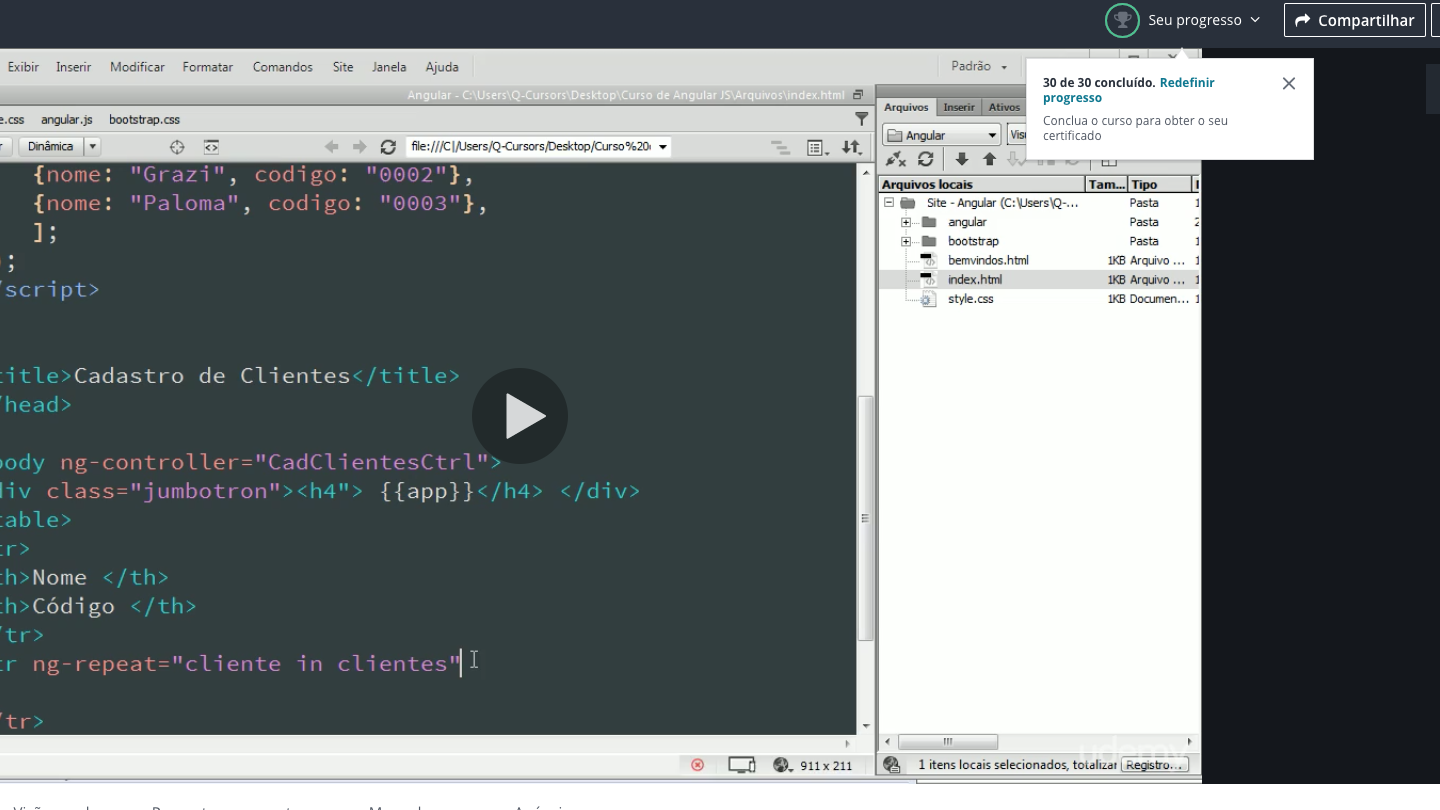 Seu progresso
Compartilhar
30 de 30 concluído. Redefinir
progresso
Conclua o curso para obter o seu
certificado
Exibir Inserir Modificar Formatar Comandos Site Janela Ajuda
Padrão
Angular - C:\Users\Q-Cursors\Desktop\Curso de Angular JS\Arquivos\index.html
e.css angular.js bootstrap.css
Dinâmica
file:///C|/Users/Q-Cursors/Desktop/Curso%20
{nome: "Grazi", codigo: "0002"},
{nome: "Paloma", codigo: "0003"},
];
;
/script>
title>Cadastro de Clientes</title>
/head>
body ng-controller="CadClientesCtrl">
div class="jumbotron"><h4"> {{app}}</h4> </div>
table>
tr>
th>Nome </th>
th>Código </th>
/tr>
tr ng-repeat="cliente in clientes"
/tr>
911 x 211
Arquivos Inserir Ativos
Angular
Arquivos locais Tam... Tipo
Site - Angular (C:\Users\Q-... Pasta
angular Pasta
bootstrap Pasta
bemvindos.html 1KB Arquivo ...
index.html 1KB Arquivo ...
style.css 1KB Documen...
udemy
1 itens locais selecionados, totalizar Registro...